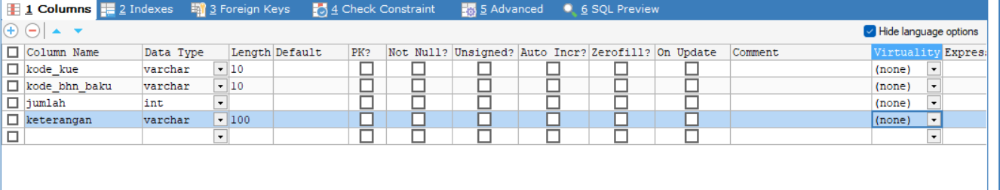 1 Columns 2 Indexes 3 Foreign Keys 4 Check Constraint 5 Advanced 6 SQL Preview
Hide language options
Column Name Data Type Length Default PK? Not Null? Unsigned? Auto Incr? Zerofill? On Update Comment Virtuality Expres
kode_kue varchar 10 (none)
kode_bhn_baku varchar 10 (none)
jumlah int (none)
keterangan varchar 100 (none)